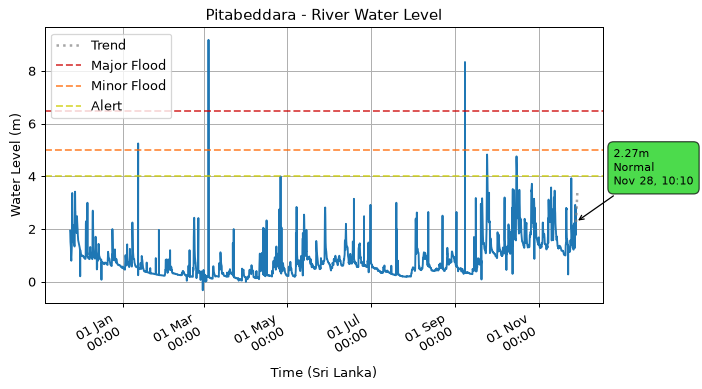 Pitabeddara - River Water Level
Trend
Major Flood
Minor Flood
Alert
Water Level (m)
8
6
4
2
0
2.27m
Normal
Nov 28, 10:10
01 Jan
00:00
01 Mar
00:00
01 May
00:00
01 Jul
00:00
01 Sep
00:00
01 Nov
00:00
Time (Sri Lanka)